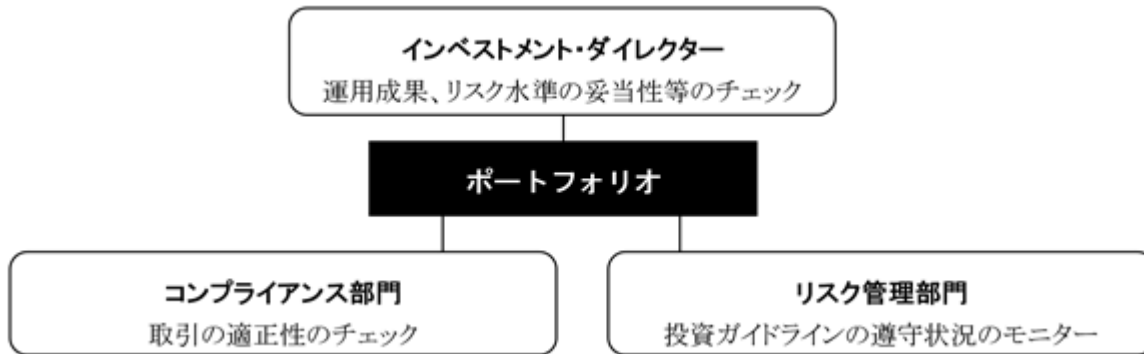 インベストメント・ダイレクター
運用成果、リスク水準の妥当性等のチェック
ポートフォリオ
コンプライアンス部門
取引の適正性のチェック
リスク管理部門
投資ガイドラインの遵守状況のモニター